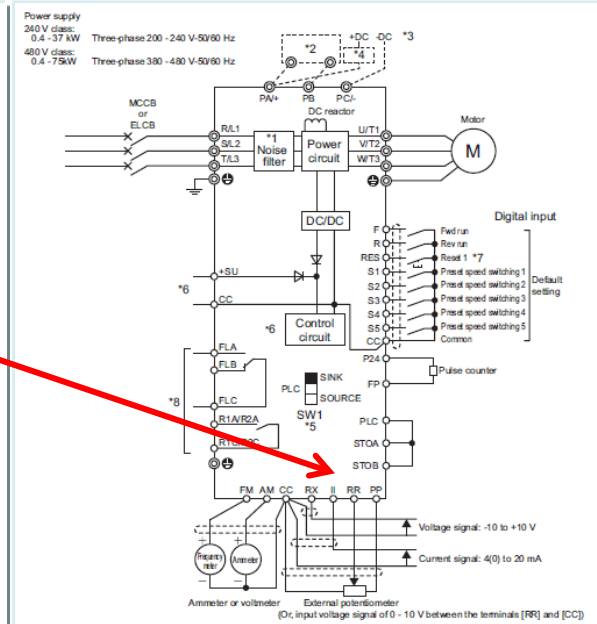 Power supply
240 V class:
0.4 - 37 kW Three-phase 200 - 240 V-50/60 Hz
480 V class:
0.4 - 75kW Three-phase 380 - 480 V-50/60 Hz
*2
+DC -DC *3
*4
PA/+ PB PC/-
DC reactor
MCCB
or
ELCB
Motor
R/L1
S/L2
T/L3
*1
Noise
filter
Power
circuit
U/T1
V/T2
W/T3
M
DC/DC
Digital input
F Fwd run
R Rev run
RES Reset 1 *7
S1 Preset speed switching 1
S2 Preset speed switching 2
S3 Preset speed switching 3
S4 Preset speed switching 4
S5 Preset speed switching 5
CC Common
Default
setting
+SU
*6
CC
*6
Control
circuit
P24
Pulse counter
FP
FLA
FLB
FLC
*8
R1A/R2A
PLC
SINK
SOURCE
SW1
*5
PLC
STOA
STOB
FM AM CC RX II RR PP
Voltage signal: -10 to +10 V
Current signal: 4(0) to 20 mA
+ +
Frequency
meter
Ammeter
- -
Ammeter or voltmeter
External potentiometer
(Or, input voltage signal of 0 - 10 V between the terminals [RR] and [CC])